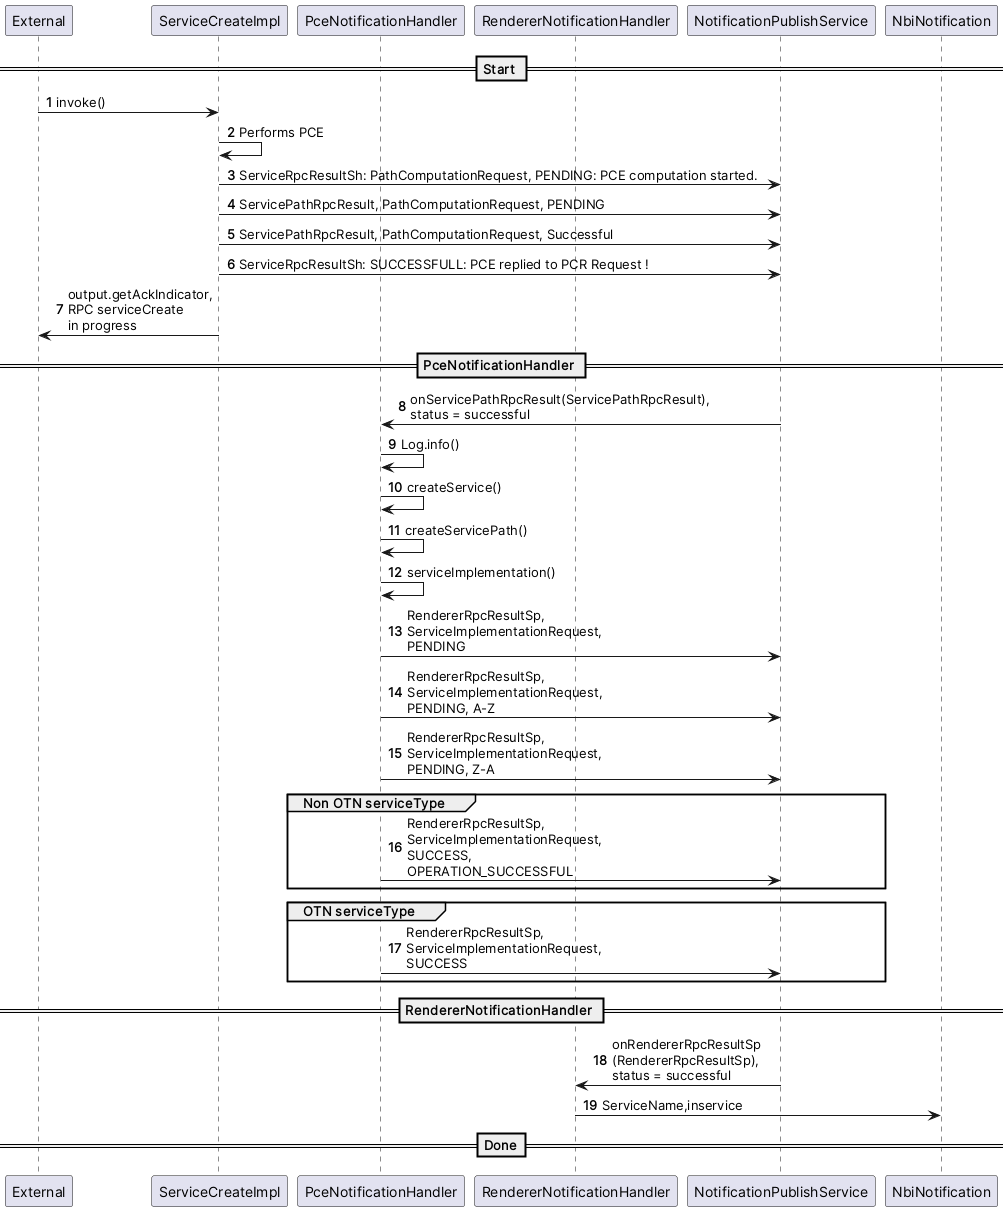 External ServiceCreateImpl PceNotificationHandler RendererNotificationHandler NotificationPublishService NbiNotification
Start
1 invoke()
2 Performs PCE
3 ServiceRpcResultSh: PathComputationRequest, PENDING: PCE computation started.
4 ServicePathRpcResult, PathComputationRequest, PENDING
5 ServicePathRpcResult, PathComputationRequest, Successful
6 ServiceRpcResultSh: SUCCESSFULL: PCE replied to PCR Request !
output.getAckIndicator,
7 RPC serviceCreate
in progress
PceNotificationHandler
8 onServicePathRpcResult(ServicePathRpcResult),
status = successful
9 Log.info()
10 createService()
11 createServicePath()
12 serviceImplementation()
RendererRpcResultSp,
13 ServiceImplementationRequest,
PENDING
RendererRpcResultSp,
14 ServiceImplementationRequest,
PENDING, A-Z
RendererRpcResultSp,
15 ServiceImplementationRequest,
PENDING, Z-A
Non OTN serviceType
RendererRpcResultSp,
16 ServiceImplementationRequest,
SUCCESS,
OPERATION_SUCCESSFUL
OTN serviceType
RendererRpcResultSp,
17 ServiceImplementationRequest,
SUCCESS
RendererNotificationHandler
onRendererRpcResultSp
18 (RendererRpcResultSp),
status = successful
19 ServiceName,inservice
Done
External ServiceCreateImpl PceNotificationHandler RendererNotificationHandler NotificationPublishService NbiNotification